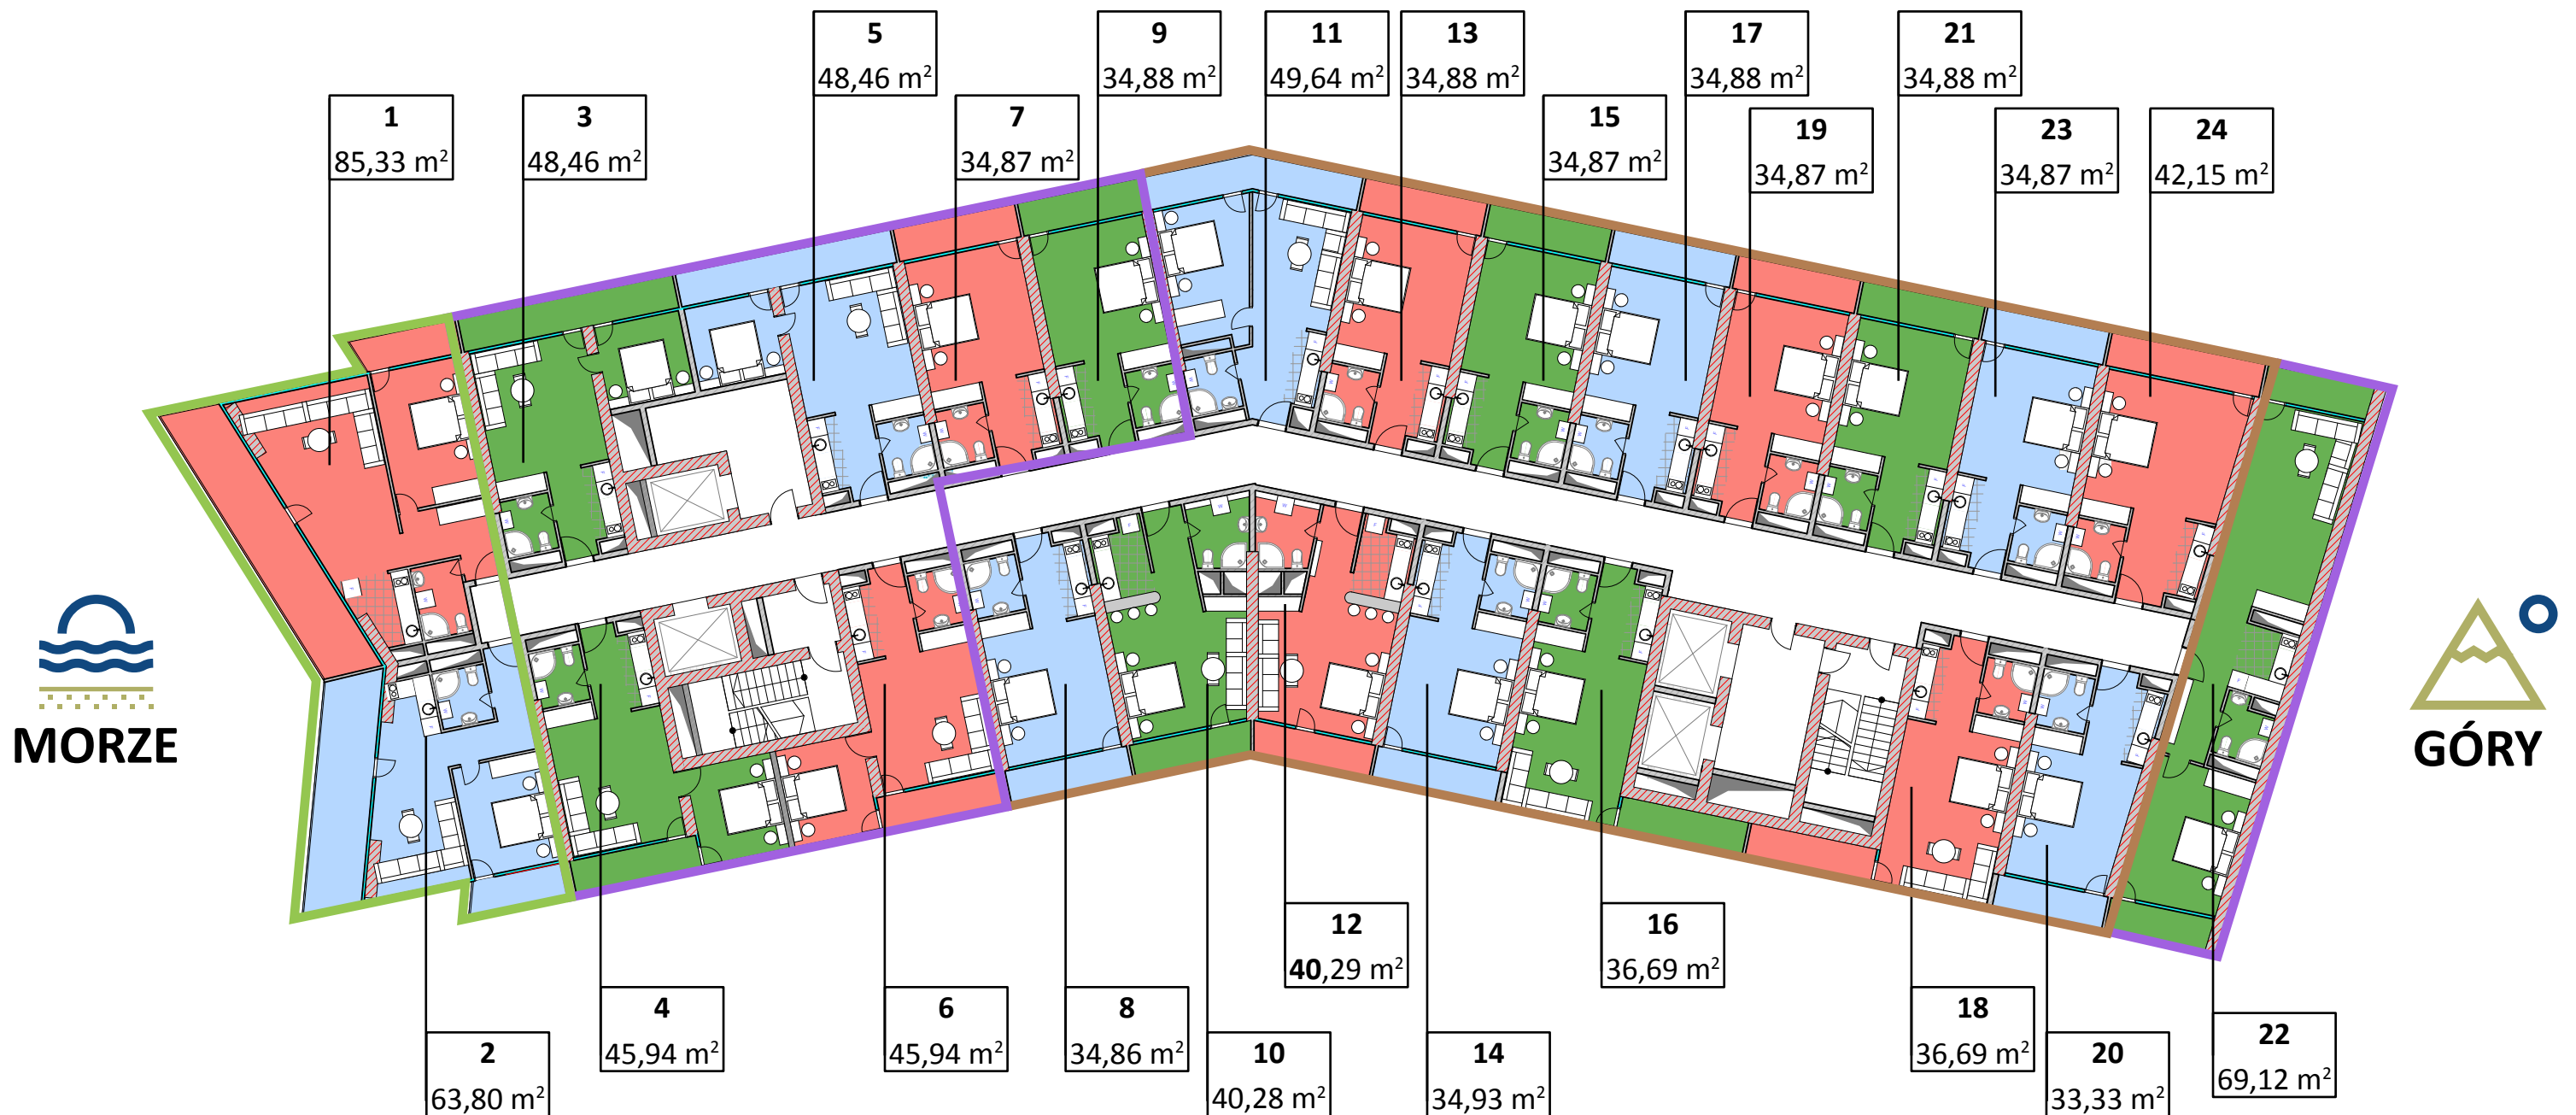 5
48,46 m²
9
34,88 m²
11
49,64 m²
13
34,88 m²
17
34,88 m²
21
34,88 m²
1
85,33 m²
3
48,46 m²
7
34,87 m²
15
34,87 m²
19
34,87 m²
23
34,87 m²
24
42,15 m²
MORZE
GÓRY
12
40,29 m²
16
36,69 m²
4
45,94 m²
6
45,94 m²
8
34,86 m²
18
36,69 m²
22
69,12 m²
2
63,80 m²
10
40,28 m²
14
34,93 m²
20
33,33 m²